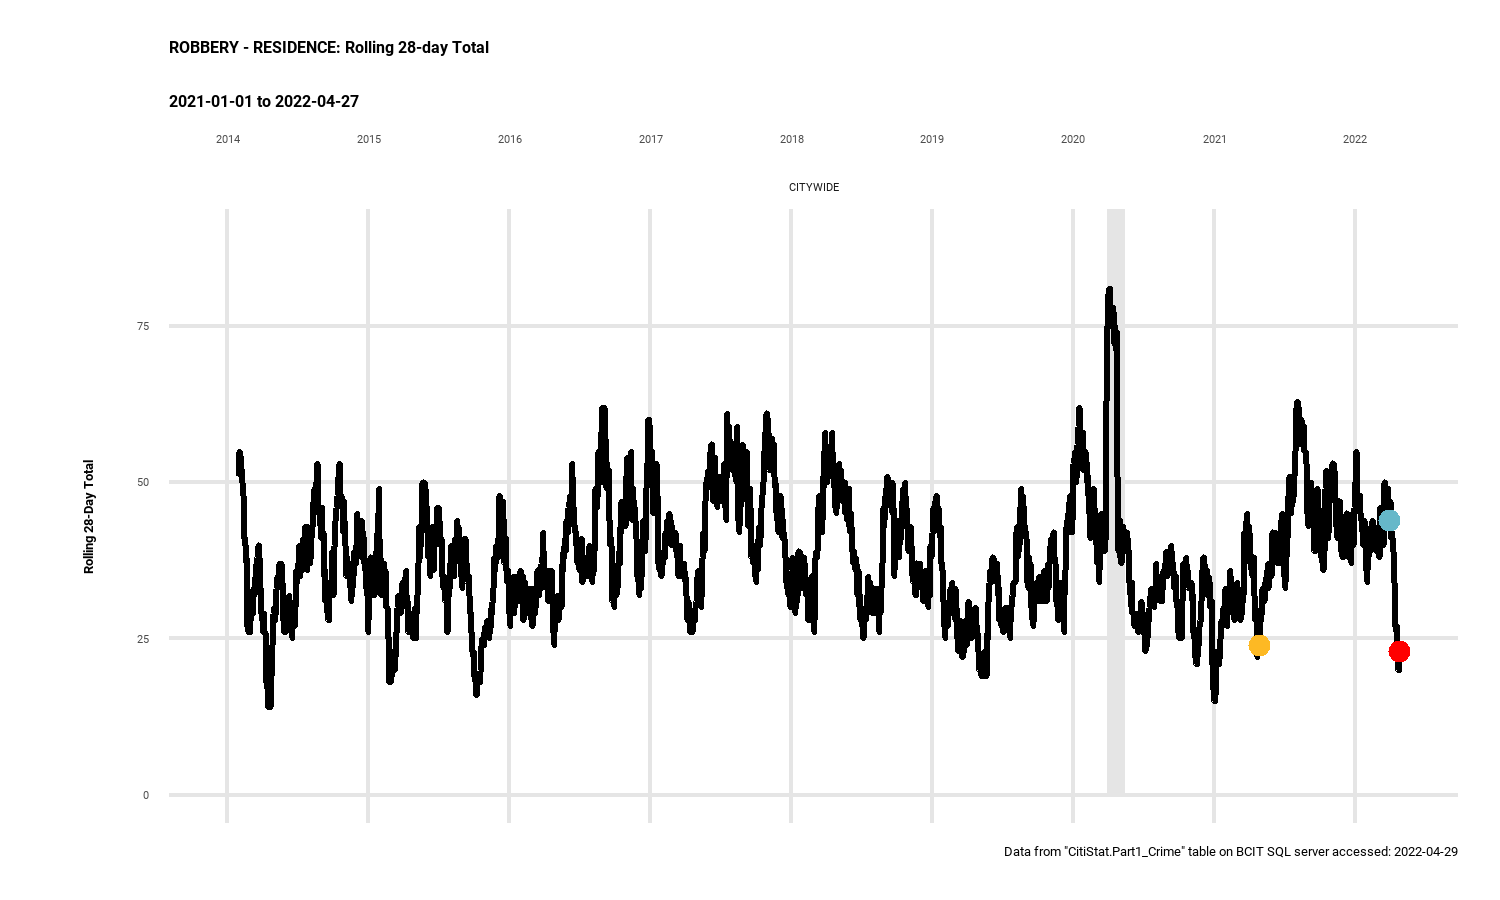 ROBBERY - RESIDENCE: Rolling 28-day Total
2021-01-01 to 2022-04-27
2014 2015 2016 2017 2018 2019 2020 2021 2022
CITYWIDE
75
50
25
0
Rolling 28-Day Total
Data from "CitiStat.Part1_Crime" table on BCIT SQL server accessed: 2022-04-29